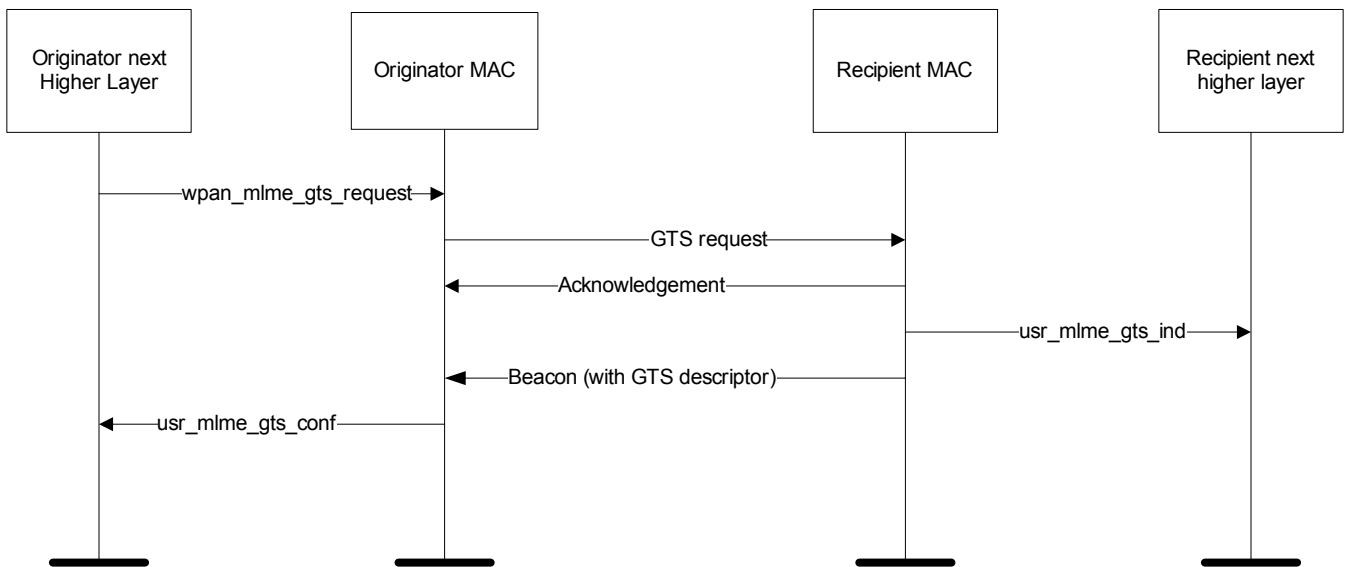 Originator next
Higher Layer
Originator MAC
Recipient MAC
Recipient next
higher layer
wpan_mlme_gts_request
GTS request
Acknowledgement
usr_mlme_gts_ind
Beacon (with GTS descriptor)
usr_mlme_gts_conf